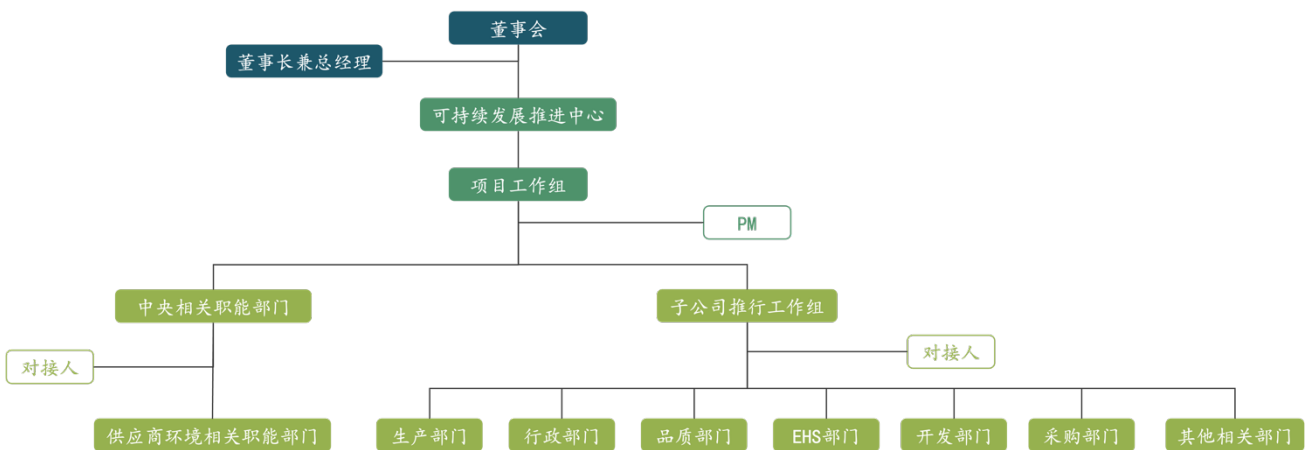 董事会
董事长兼总经理
可持续发展推进中心
项目工作组
PM
中央相关职能部门
子公司推行工作组
对接人
对接人
供应商环境相关职能部门
生产部门
行政部门
品质部门
EHS部门
开发部门
采购部门
其他相关部门